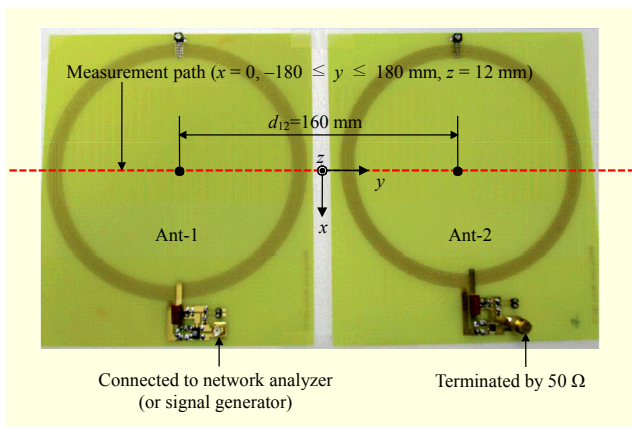 Measurement path (x = 0, –180 ≤ y ≤ 180 mm, z = 12 mm)
d12=160 mm
z
y
x
Ant-1
Ant-2
Connected to network analyzer
(or signal generator)
Terminated by 50 Ω